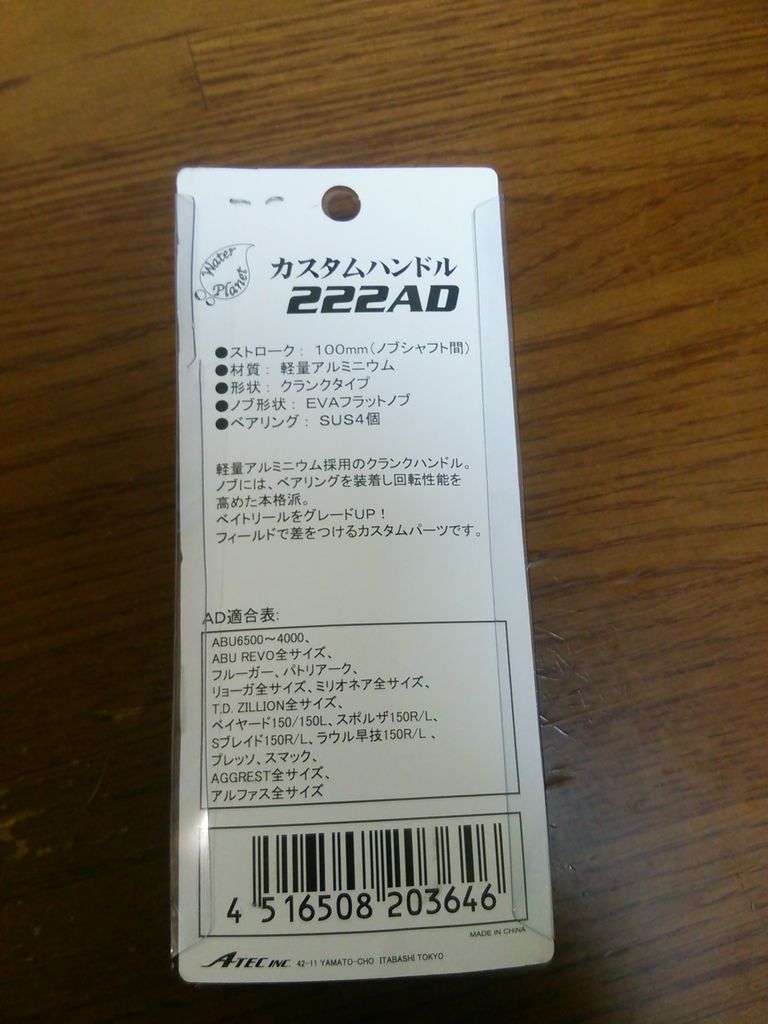 Water
Planet
カスタムハンドル
222AD
●ストローク： 100mm（ノブシャフト間）
●材質： 軽量アルミニウム
●形状： クランクタイプ
●ノブ形状： EVAフラットノブ
●ベアリング： SUS4個
軽量アルミニウム採用のクランクハンドル。
ノブには、ベアリングを装着し回転性能を
高めた本格派。
ベイトリールをグレードUP！
フィールドで差をつけるカスタムパーツです。
AD適合表:
ABU6500～4000、
ABU REVO全サイズ、
フルーガー、パトリアーク、
リョーガ全サイズ、ミリオネア全サイズ、
T.D. ZILLION全サイズ、
ベイヤード150/150L、スポルザ150R/L、
Sブレイド150R/L、ラウル早技150R/L 、
プレッソ、スマック、
AGGREST全サイズ、
アルファス全サイズ
4 516508 203646
MADE IN CHINA
A-TEC INC. 42-11 YAMATO-CHO ITABASHI TOKYO